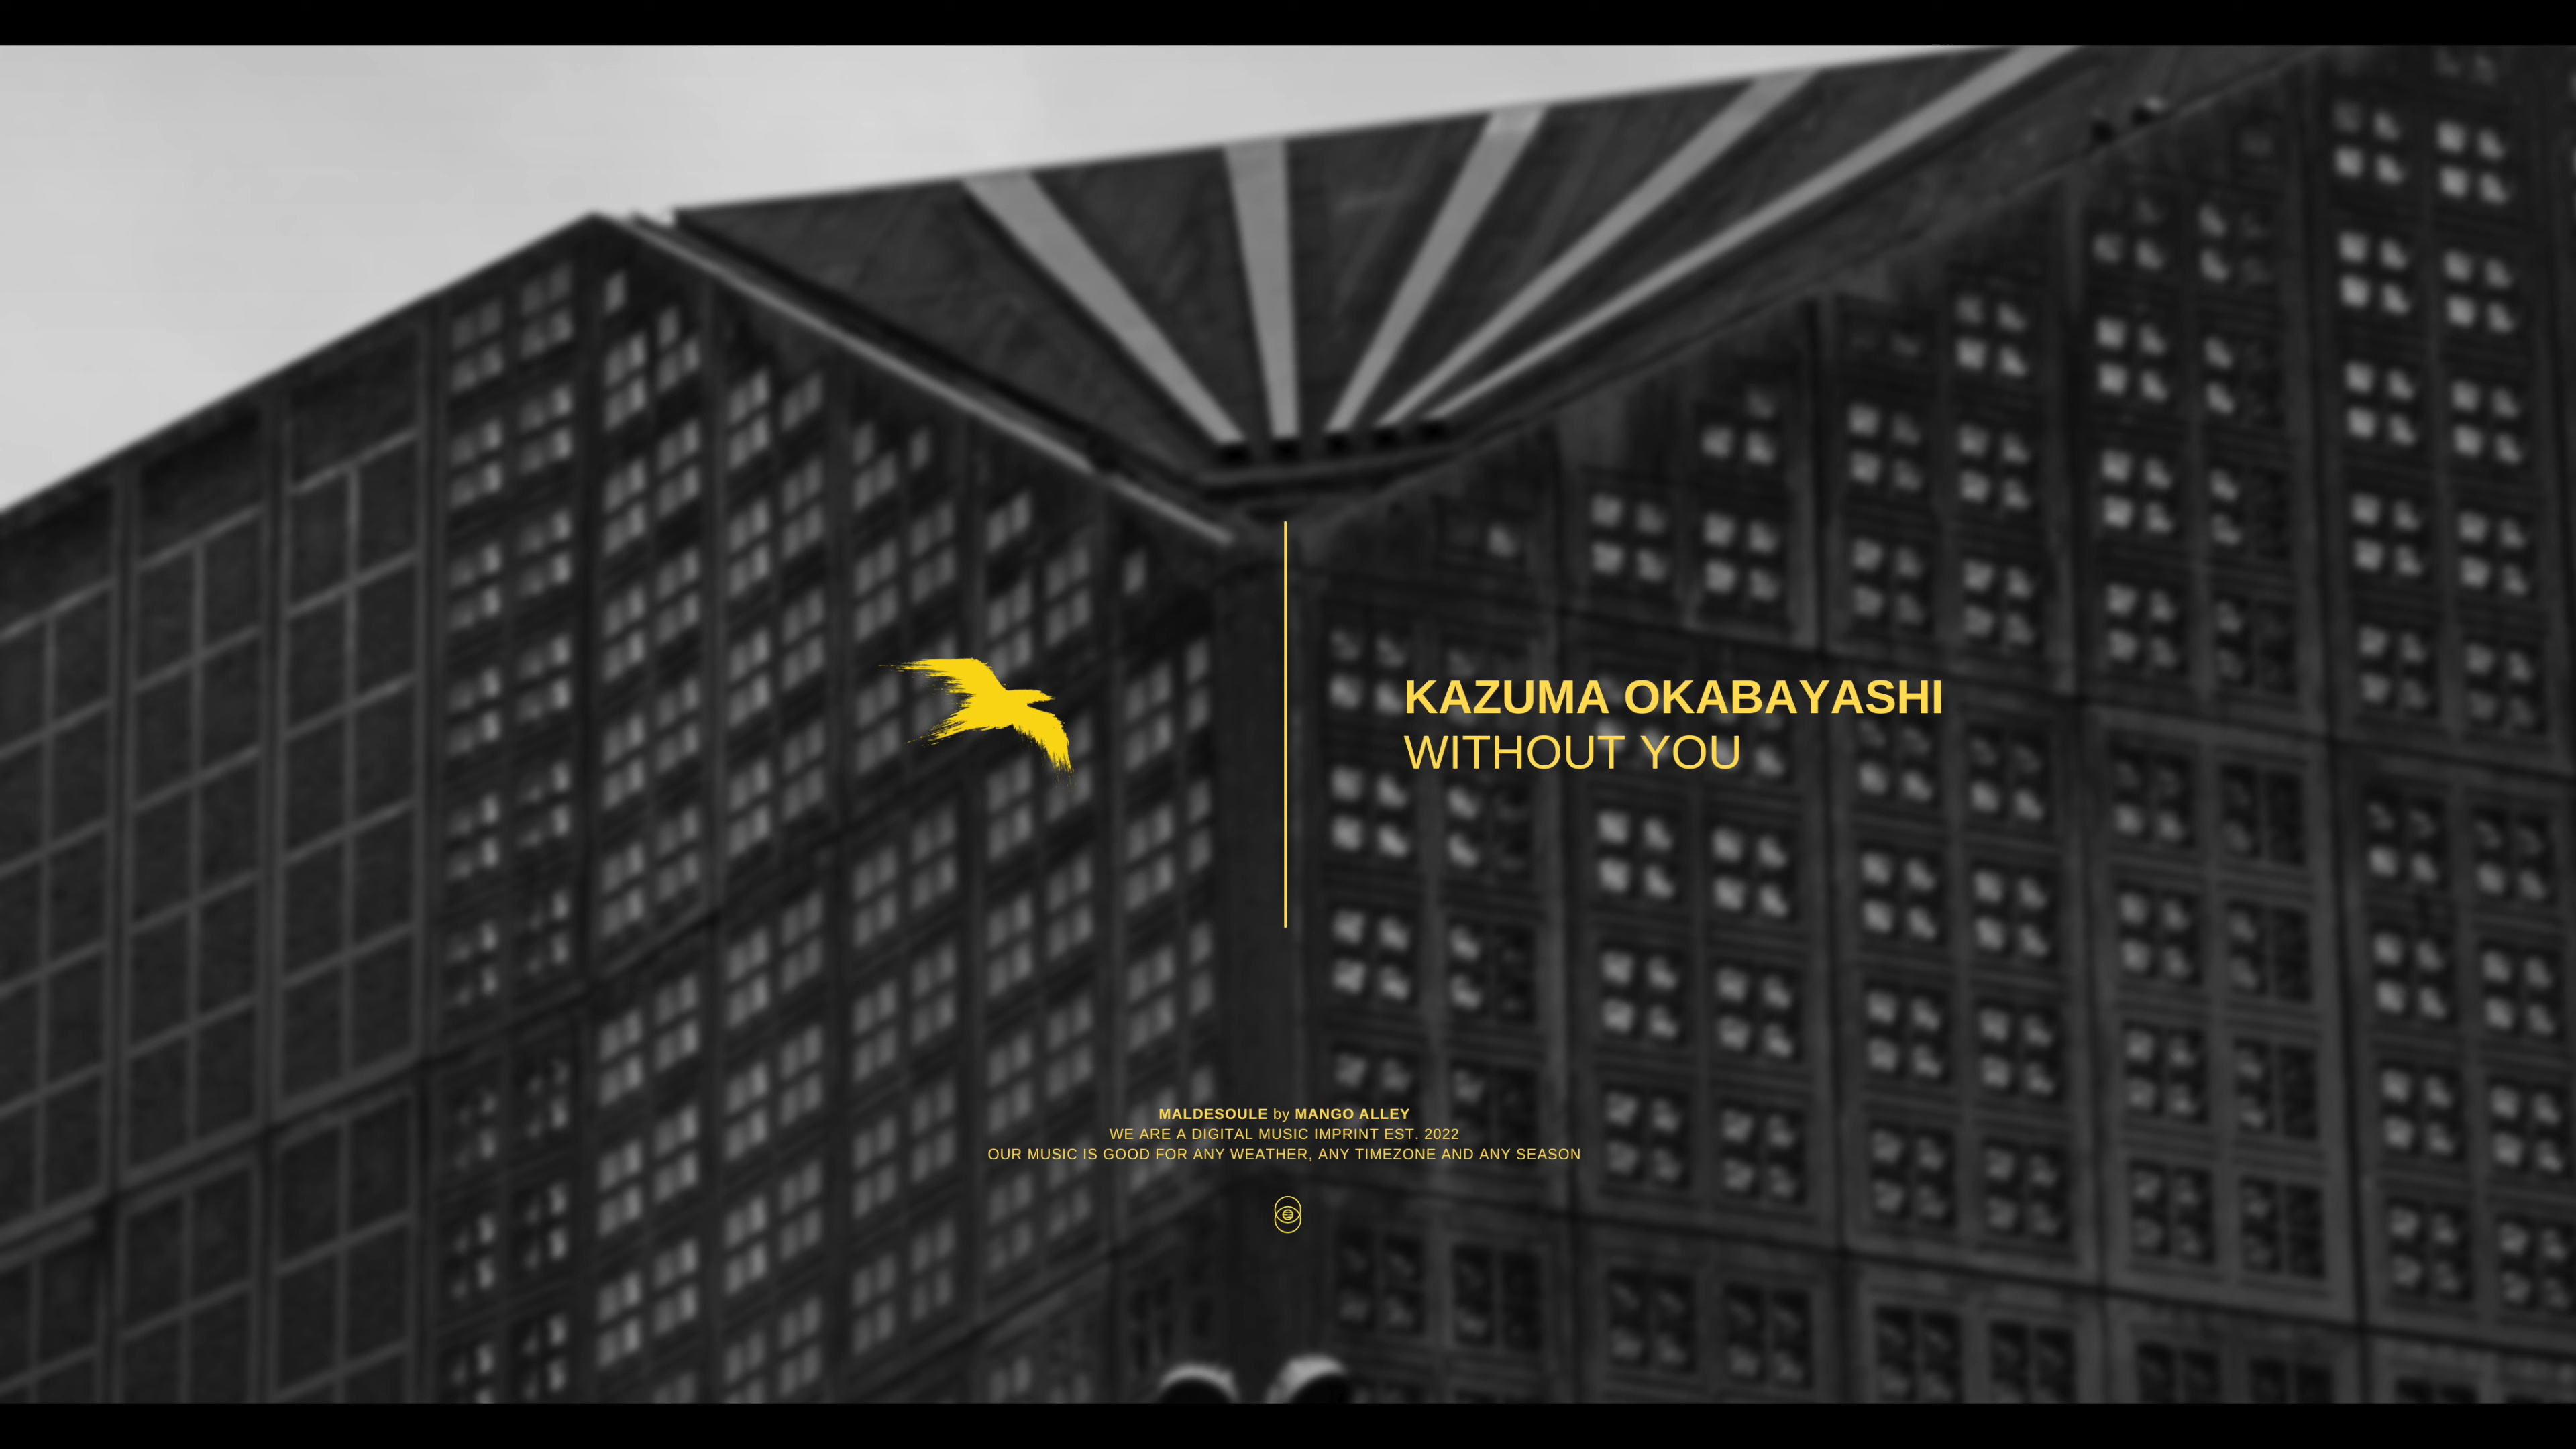 KAZUMA OKABAYASHI
WITHOUT YOU
MALDESOULE by MANGO ALLEY
WE ARE A DIGITAL MUSIC IMPRINT EST. 2022
OUR MUSIC IS GOOD FOR ANY WEATHER, ANY TIMEZONE AND ANY SEASON